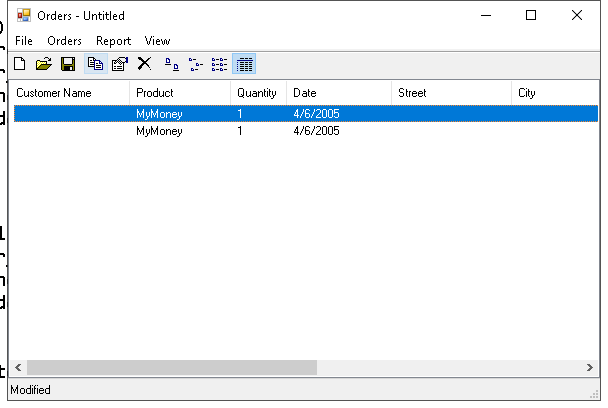 Orders - Untitled
File Orders Report View
Customer Name Product Quantity Date Street City
MyMoney 1 4/6/2005
MyMoney 1 4/6/2005
Modified